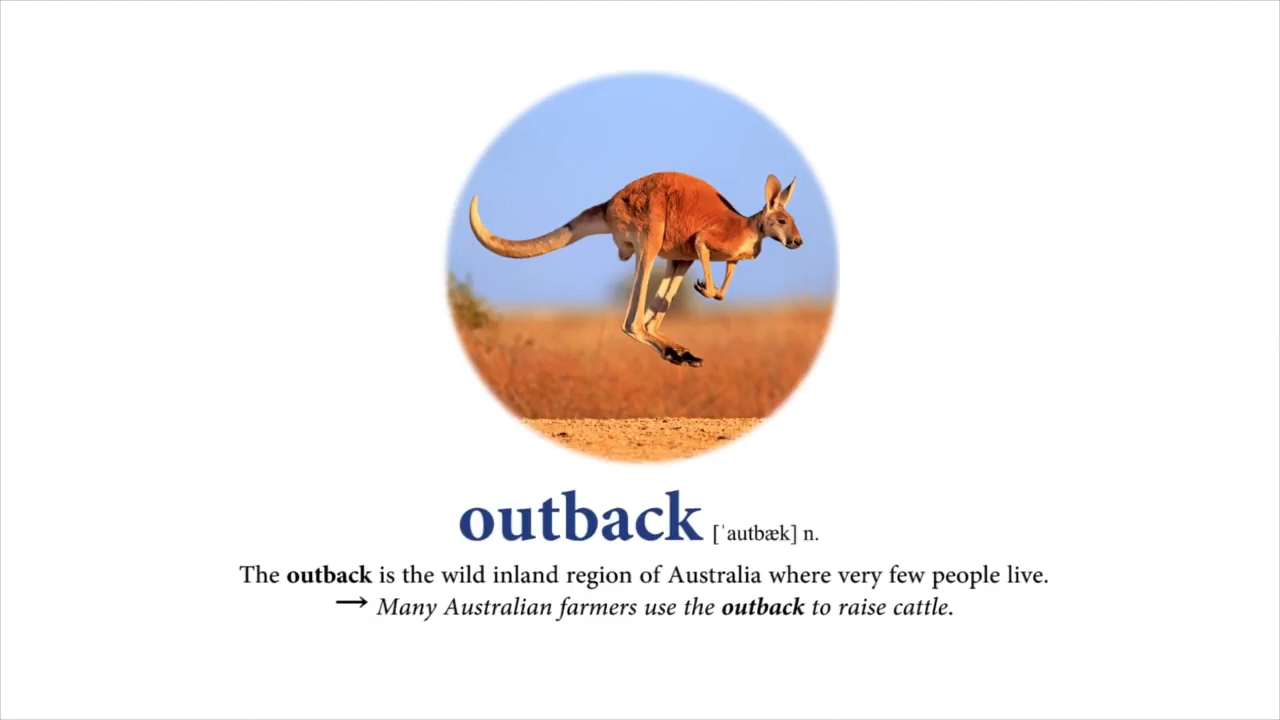 outback [ˈautbæk] n.
The outback is the wild inland region of Australia where very few people live.
→ Many Australian farmers use the outback to raise cattle.